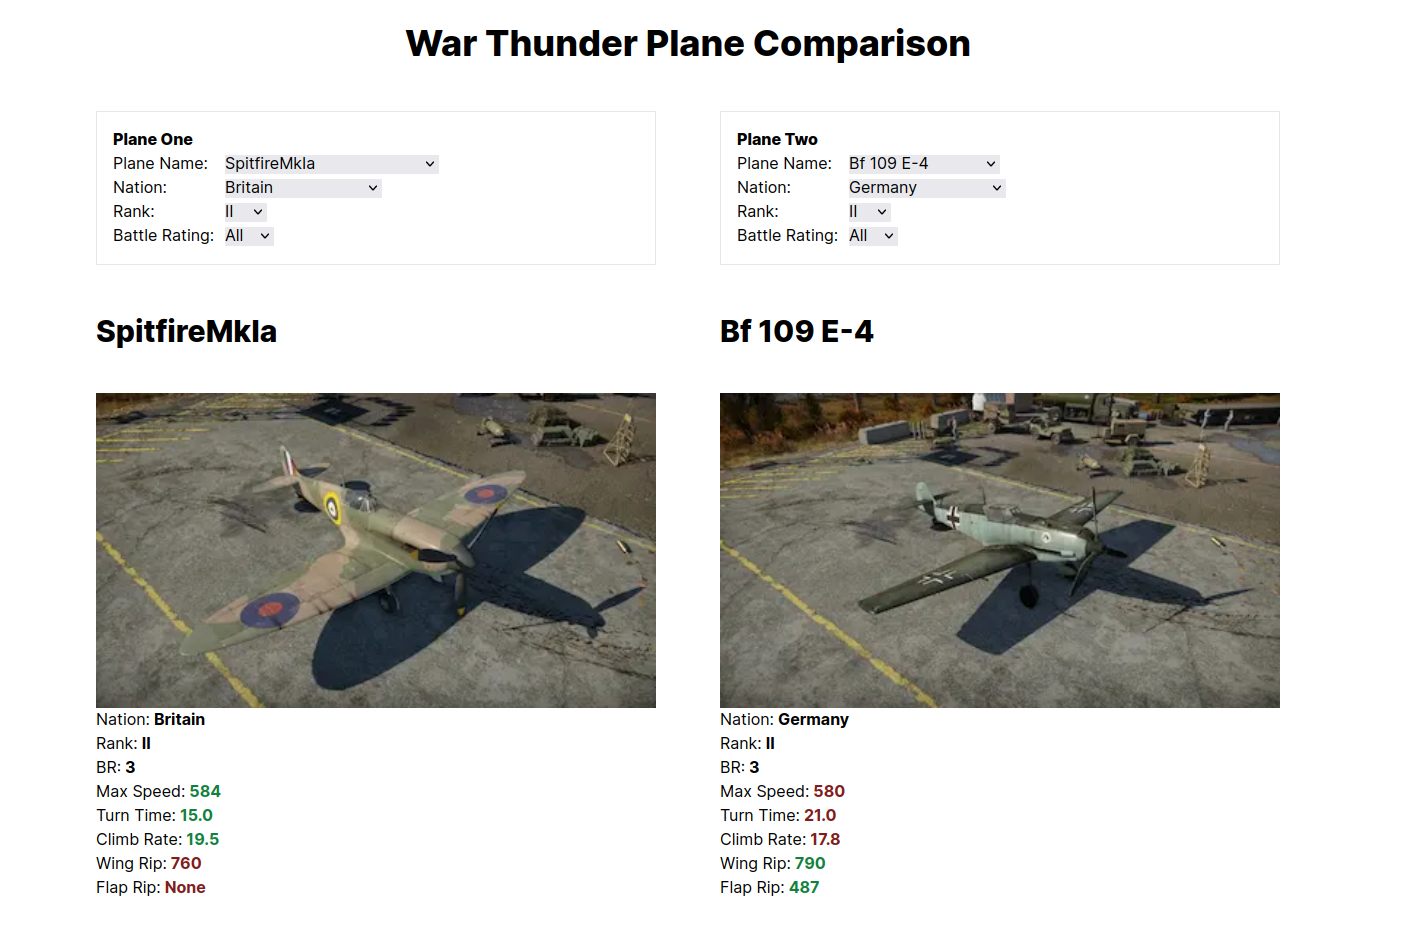 War Thunder Plane Comparison
Plane One
Plane Name: SpitfireMkIa
Nation: Britain
Rank: II
Battle Rating: All
Plane Two
Plane Name: Bf 109 E-4
Nation: Germany
Rank: II
Battle Rating: All
SpitfireMkIa
Nation: Britain
Rank: II
BR: 3
Max Speed: 584
Turn Time: 15.0
Climb Rate: 19.5
Wing Rip: 760
Flap Rip: None
Bf 109 E-4
Nation: Germany
Rank: II
BR: 3
Max Speed: 580
Turn Time: 21.0
Climb Rate: 17.8
Wing Rip: 790
Flap Rip: 487